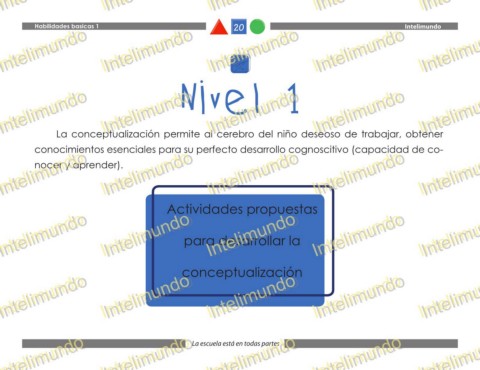 Habilidades basicas 1
20
Intelimundo
Nivel 1
La conceptualización permite al cerebro del niño deseoso de trabajar, obtener
conocimientos esenciales para su perfecto desarrollo cognoscitivo (capacidad de co-
nocer y aprender).
Actividades propuestas
para desarrollar la
conceptualización
La escuela está en todas partes.